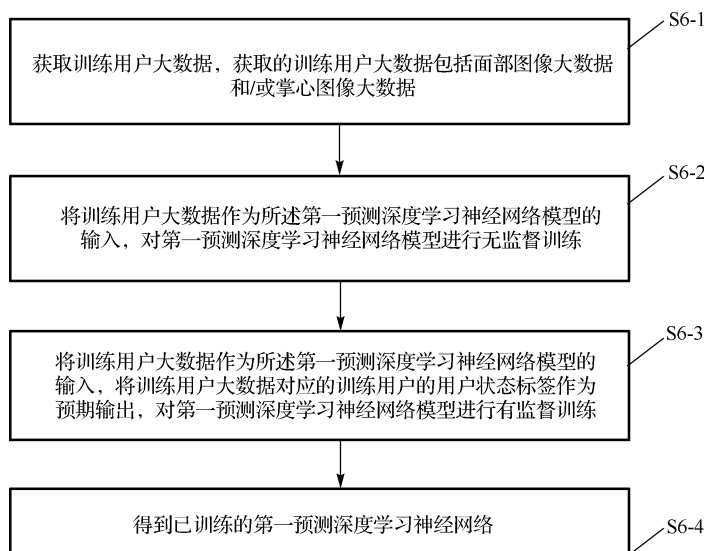 S6-1
获取训练用户大数据，获取的训练用户大数据包括面部图像大数据
和/或掌心图像大数据
S6-2
将训练用户大数据作为所述第一预测深度学习神经网络模型的
输入，对第一预测深度学习神经网络模型进行无监督训练
S6-3
将训练用户大数据作为所述第一预测深度学习神经网络模型的
输入，将训练用户大数据对应的训练用户的用户状态标签作为
预期输出，对第一预测深度学习神经网络模型进行有监督训练
得到已训练的第一预测深度学习神经网络
S6-4